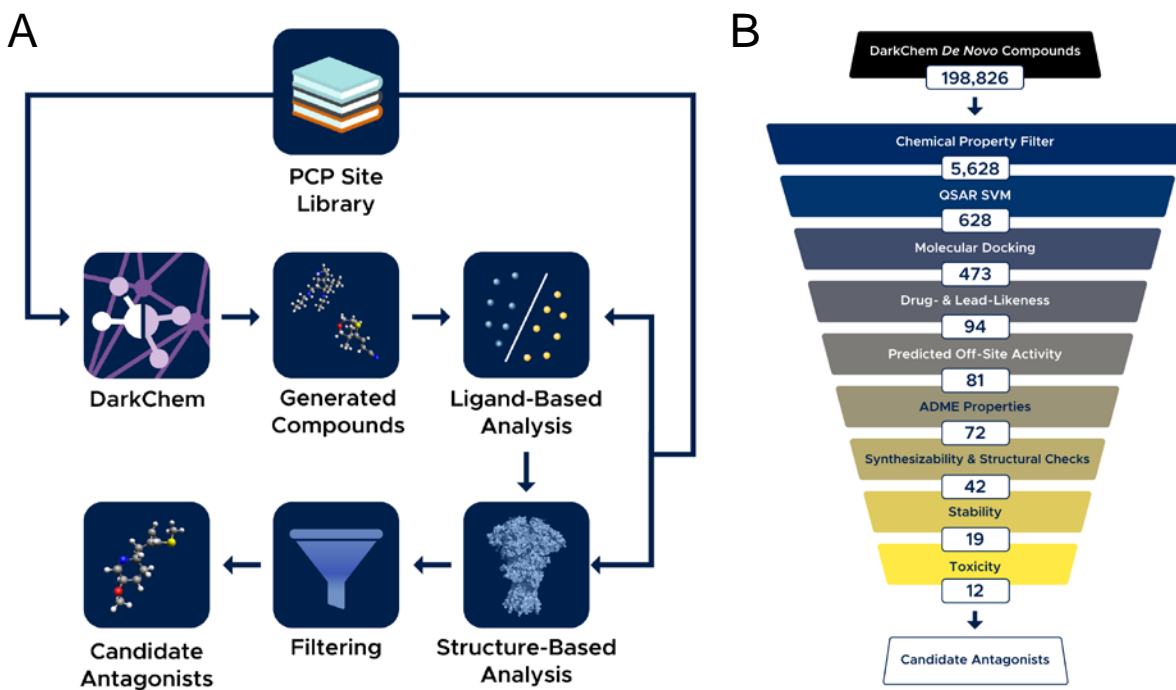 A
PCP Site
Library
DarkChem
Generated
Compounds
Ligand-Based
Analysis
Candidate
Antagonists
Filtering
Structure-Based
Analysis
B
DarkChem De Novo Compounds
198,826
Chemical Property Filter
5,628
QSAR SVM
628
Molecular Docking
473
Drug- & Lead-Likeness
94
Predicted Off-Site Activity
81
ADME Properties
72
Synthesizability & Structural Checks
42
Stability
19
Toxicity
12
Candidate Antagonists